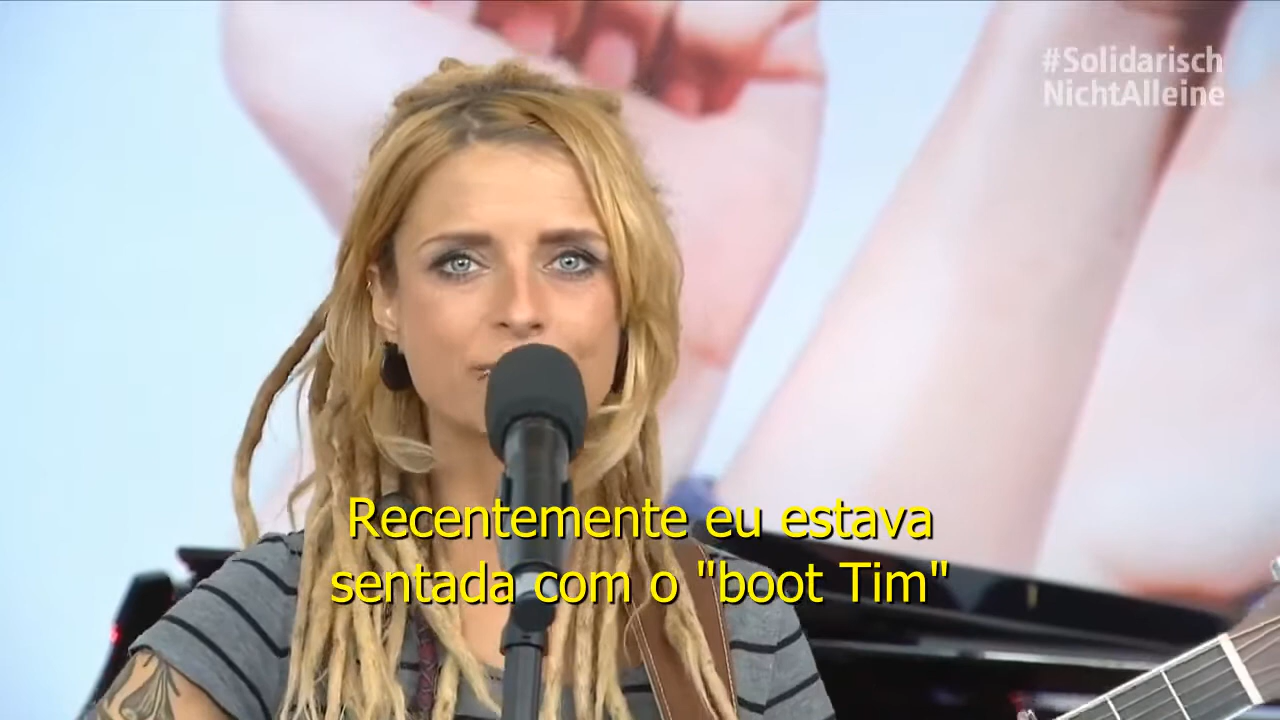 #Solidarisch
NichtAlleine
Recentemente eu estava
sentada com o "boot Tim"